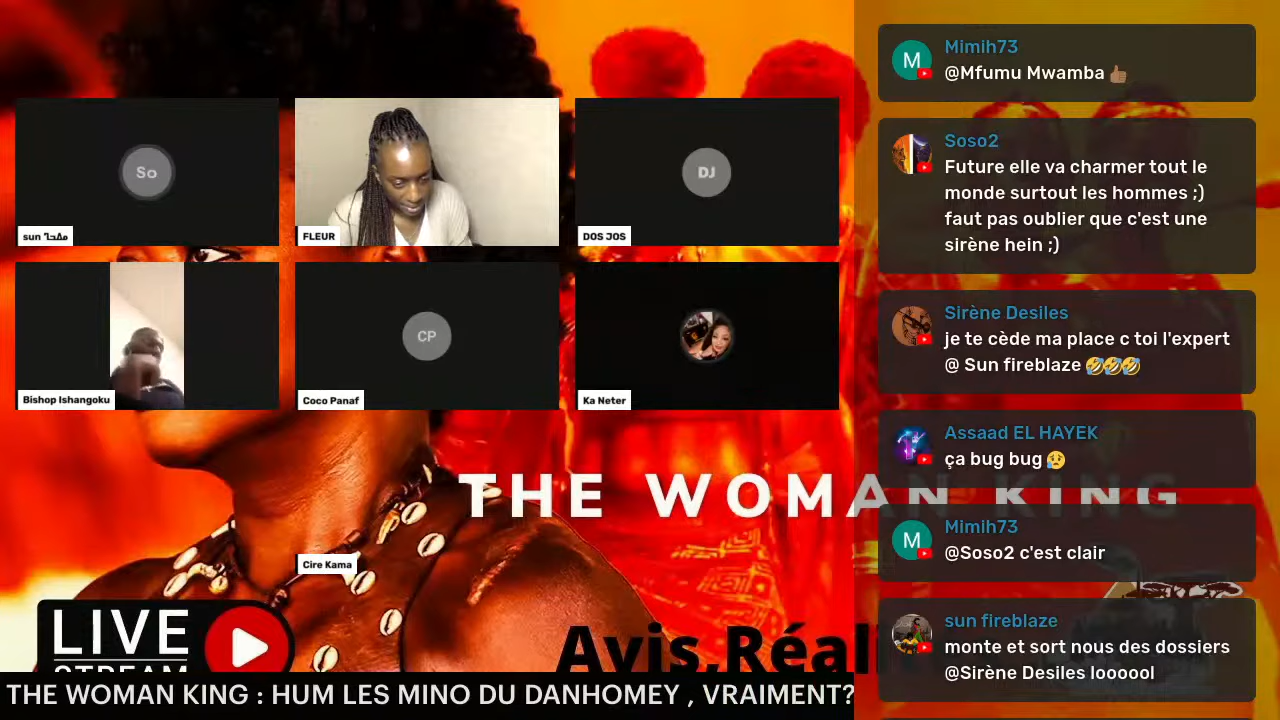 So
FLEUR
DJ
DOS JOS
sun
Bishop Ishangoku
CP
Coco Panaf
Ka Neter
THE WOMAN KING
Cire Kama
LIVE
STREAM
Avis,Réal
THE WOMAN KING : HUM LES MINO DU DANHOMEY , VRAIMENT?
M
Mimih73
@Mfumu Mwamba 👍🏽
Soso2
Future elle va charmer tout le
monde surtout les hommes ;)
faut pas oublier que c'est une
sirène hein ;)
Sirène Desiles
je te cède ma place c toi l'expert
@ Sun fireblaze 🤣🤣🤣
Assaad EL HAYEK
ça bug bug 😥
M
Mimih73
@Soso2 c'est clair
sun fireblaze
monte et sort nous des dossiers
@Sirène Desiles loooool